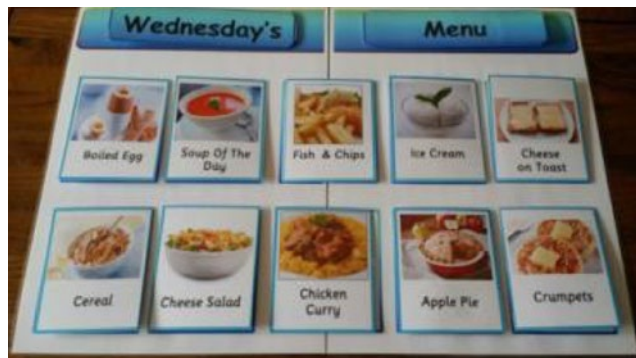 Wednesday's Menu
Boiled Egg
Soup Of The
Day
Fish & Chips
Ice Cream
Cheese
on Toast
Cereal
Cheese Salad
Chicken
Curry
Apple Pie
Crumpets